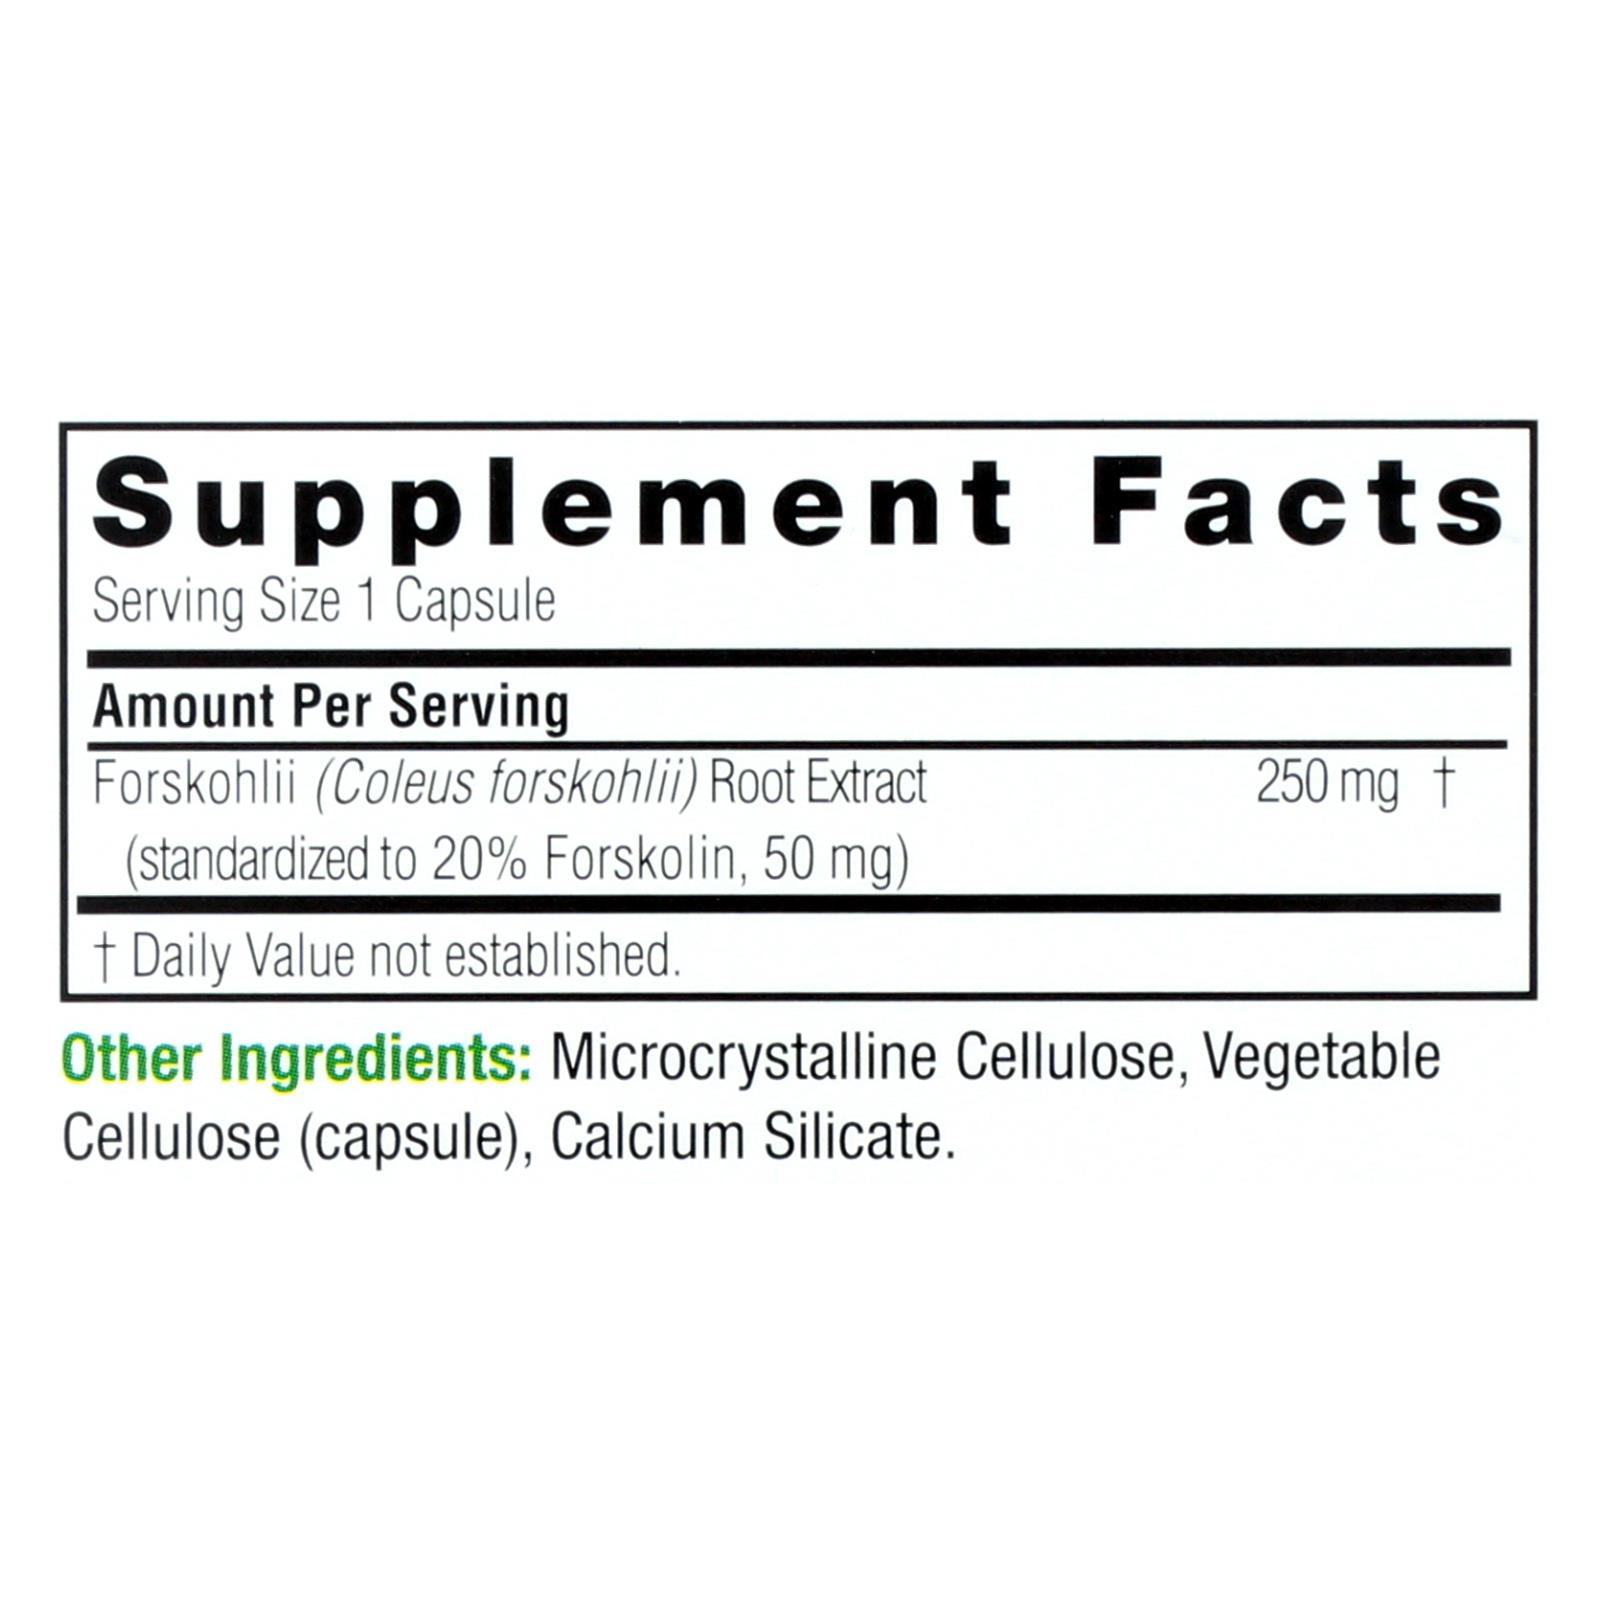 Supplement Facts
Serving Size 1 Capsule
Amount Per Serving
Forskohlii (Coleus forskohlii) Root Extract 250 mg †
(standardized to 20% Forskolin, 50 mg)
† Daily Value not established.
Other Ingredients: Microcrystalline Cellulose, Vegetable
Cellulose (capsule), Calcium Silicate.